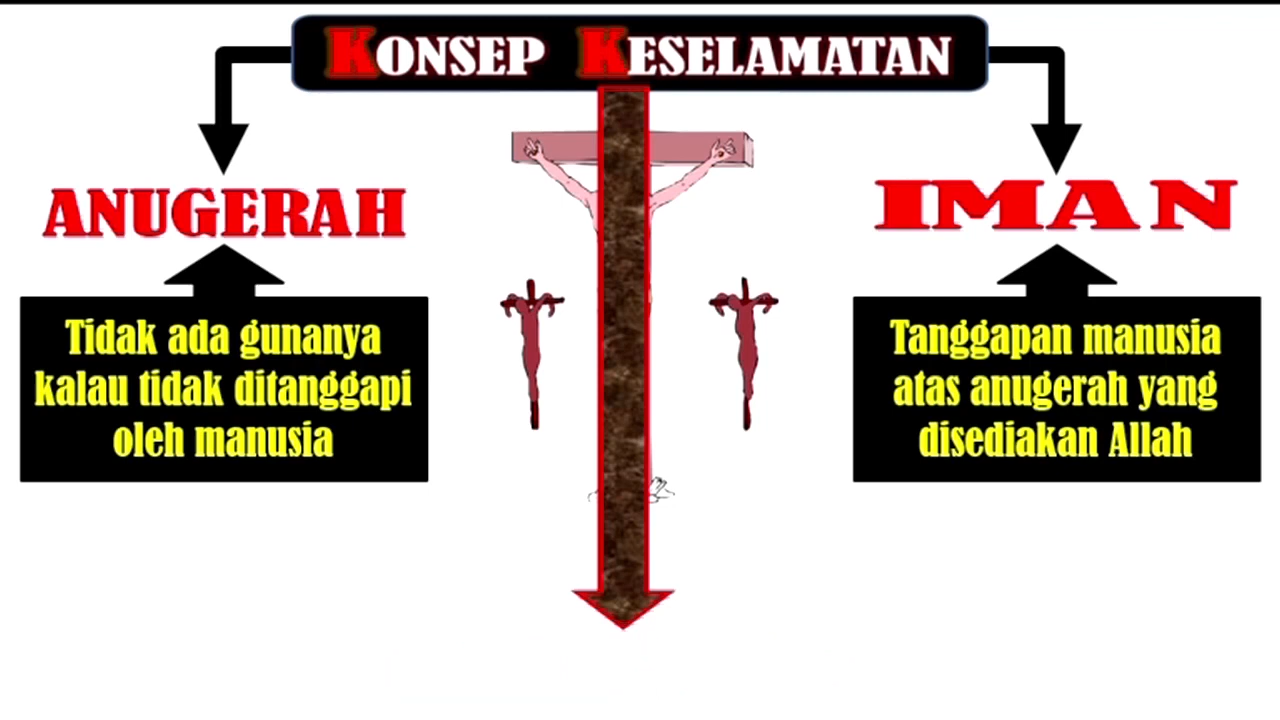 KONSEP KESELAMATAN
ANUGERAH
Tidak ada gunanya
kalau tidak ditanggapi
oleh manusia
IMAN
Tanggapan manusia
atas anugerah yang
disediakan Allah